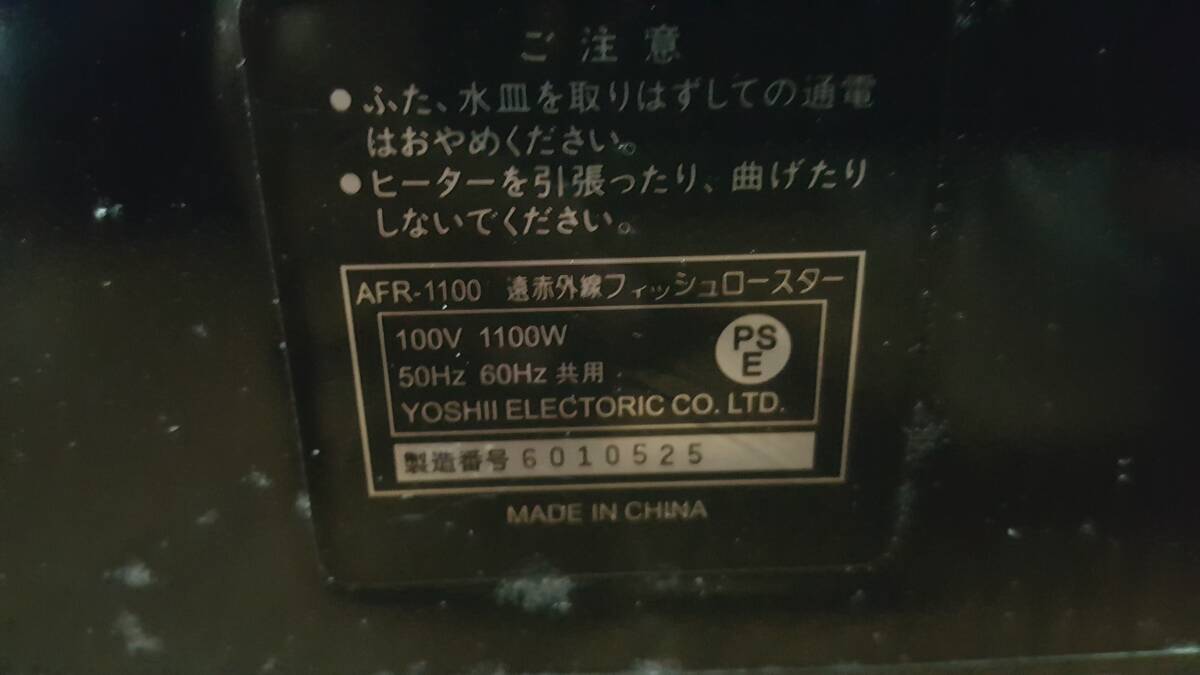 ご注意
●ふた、水皿を取りはずしての通電
はおやめください。
●ヒーターを引張ったり、曲げたり
しないでください。
AFR-1100 遠赤外線フィッシュロースター
100V 1100W
PS
E
50Hz 60Hz 共用
YOSHII ELECTORIC CO. LTD.
製造番号 6010525
MADE IN CHINA